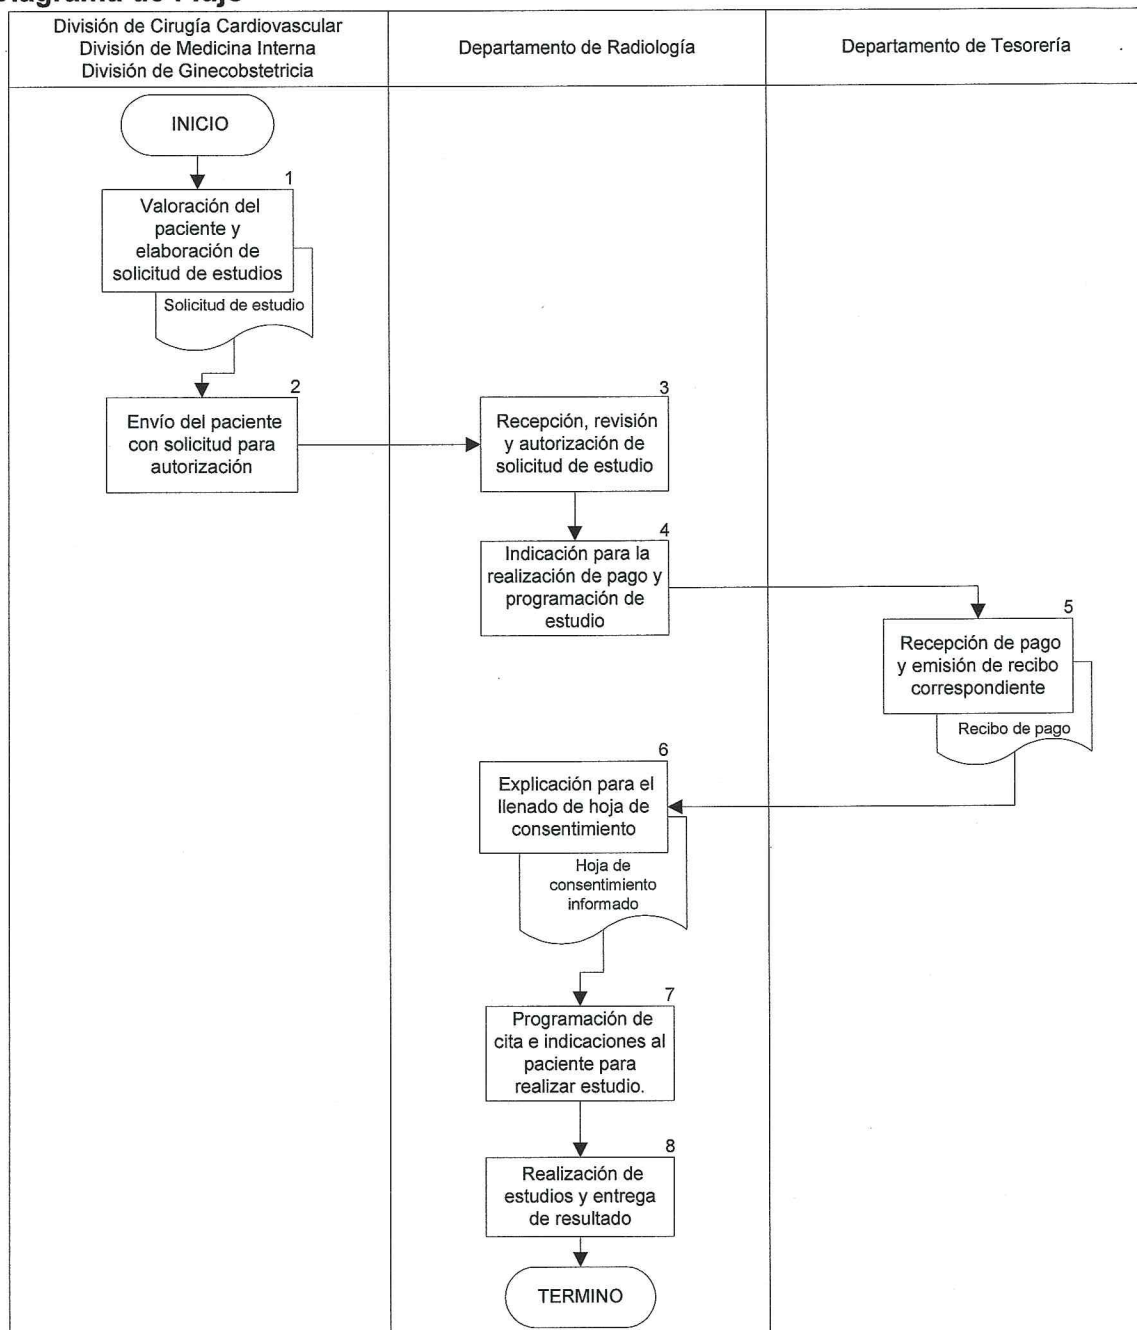 Diagrama de Flujo
División de Cirugía Cardiovascular
División de Medicina Interna
División de Ginecobstetricia
Departamento de Radiología
Departamento de Tesorería
INICIO
1
Valoración del
paciente y
elaboración de
solicitud de estudios
Solicitud de estudio
2
Envío del paciente
con solicitud para
autorización
3
Recepción, revisión
y autorización de
solicitud de estudio
4
Indicación para la
realización de pago y
programación de
estudio
5
Recepción de pago
y emisión de recibo
correspondiente
Recibo de pago
6
Explicación para el
llenado de hoja de
consentimiento
Hoja de
consentimiento
informado
7
Programación de
cita e indicaciones al
paciente para
realizar estudio.
8
Realización de
estudios y entrega
de resultado
TERMINO